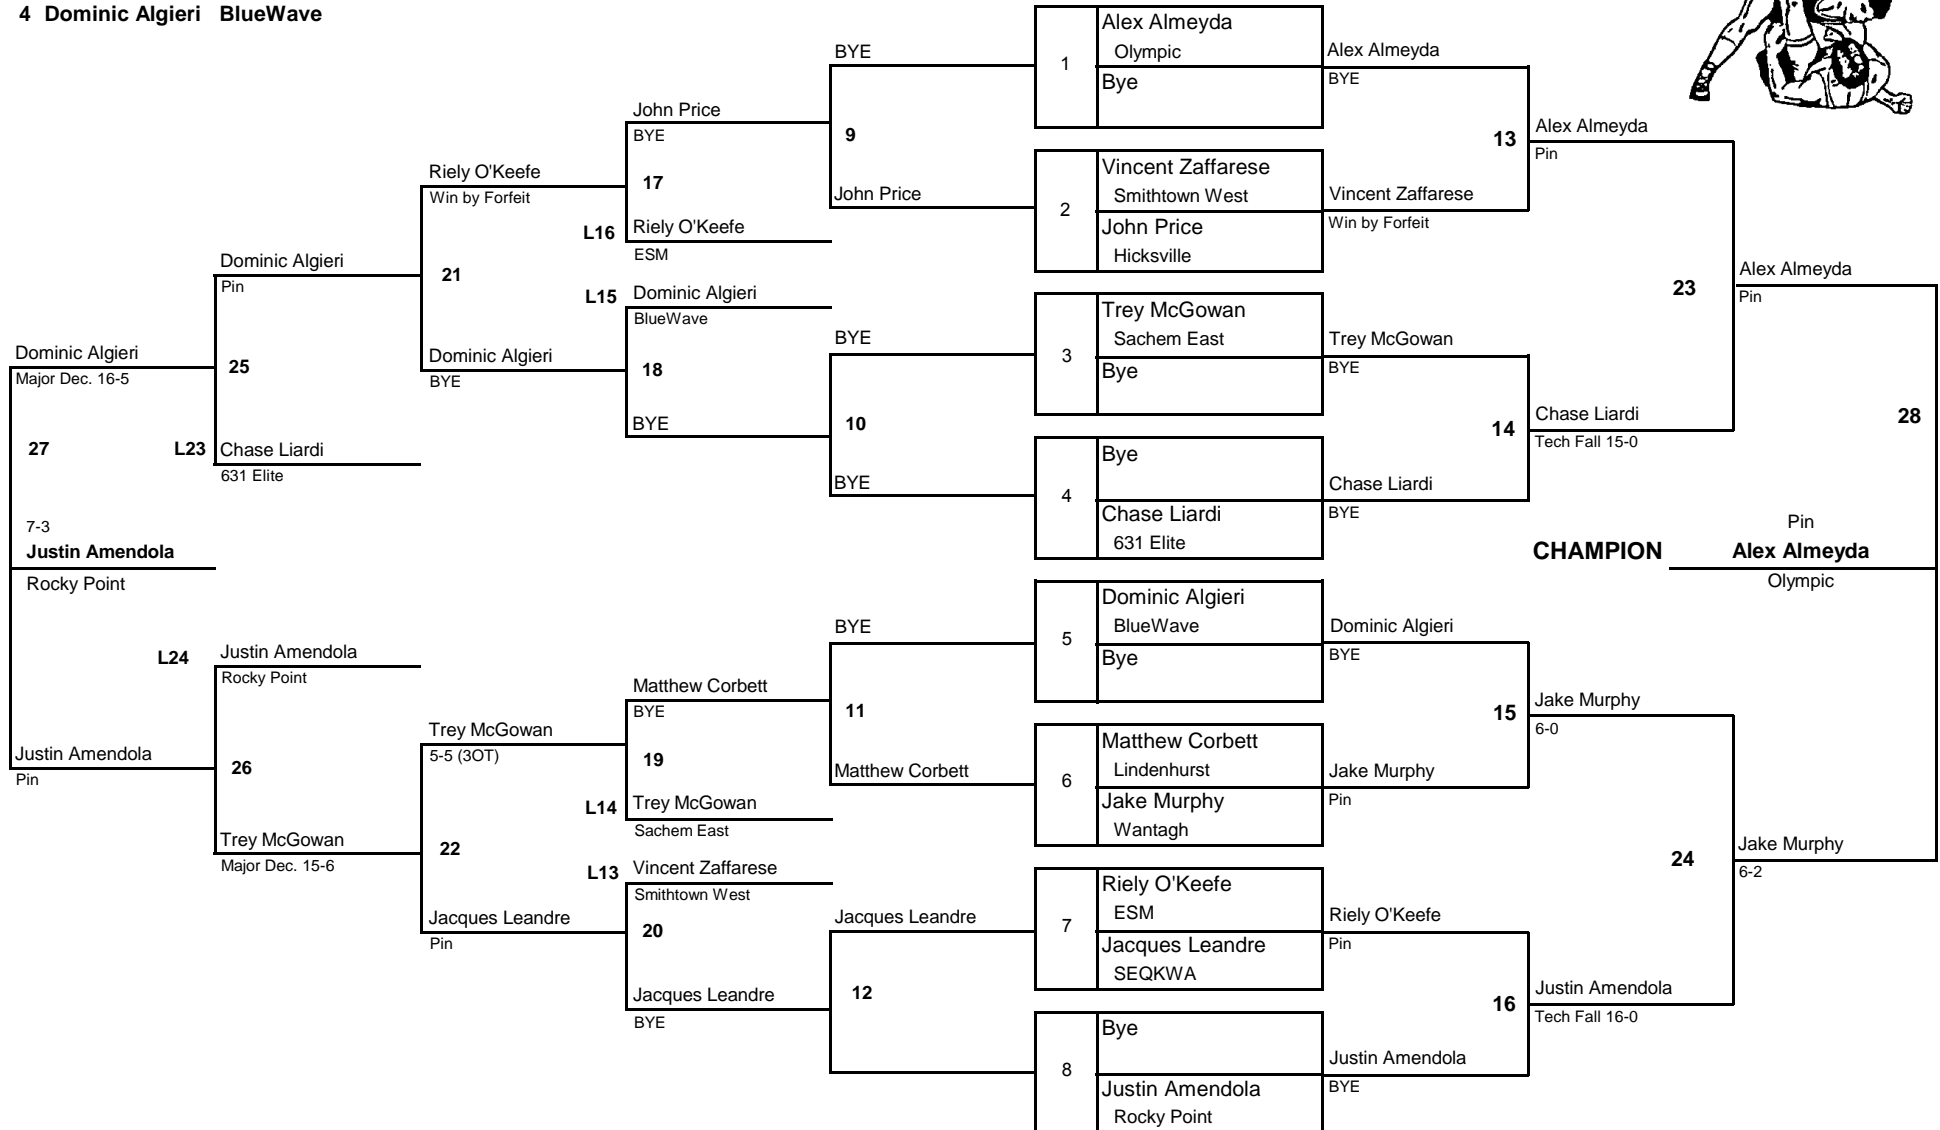 4 Dominic Algieri BlueWave
Dominic Algieri
Major Dec. 16-5
27
7-3
Justin Amendola
Rocky Point
Justin Amendola
Pin
Dominic Algieri
Pin
25
L23 Chase Liardi
631 Elite
L24
Justin Amendola
Rocky Point
26
Trey McGowan
Major Dec. 15-6
Riely O'Keefe
Win by Forfeit
21
Dominic Algieri
BYE
Trey McGowan
5-5 (3OT)
22
Jacques Leandre
Pin
John Price
BYE
17
L16 Riely O'Keefe
ESM
L15 Dominic Algieri
BlueWave
18
BYE
Matthew Corbett
BYE
19
L14 Trey McGowan
Sachem East
L13 Vincent Zaffarese
Smithtown West
20
Jacques Leandre
BYE
BYE
9
John Price
BYE
10
BYE
BYE
11
Matthew Corbett
Jacques Leandre
12
1
Alex Almeyda
Olympic
Bye
2
Vincent Zaffarese
Smithtown West
John Price
Hicksville
3
Trey McGowan
Sachem East
Bye
4
Bye
Chase Liardi
631 Elite
5
Dominic Algieri
BlueWave
Bye
6
Matthew Corbett
Lindenhurst
Jake Murphy
Wantagh
7
Riely O'Keefe
ESM
Jacques Leandre
SEQKWA
8
Bye
Justin Amendola
Rocky Point
Alex Almeyda
BYE
13
Vincent Zaffarese
Win by Forfeit
Trey McGowan
BYE
14
Chase Liardi
BYE
Dominic Algieri
BYE
15
Jake Murphy
Pin
Riely O'Keefe
Pin
16
Justin Amendola
BYE
Alex Almeyda
Pin
23
Chase Liardi
Tech Fall 15-0
Jake Murphy
6-0
24
Justin Amendola
Tech Fall 16-0
Alex Almeyda
Pin
28
Pin
CHAMPION Alex Almeyda
Olympic
Jake Murphy
6-2